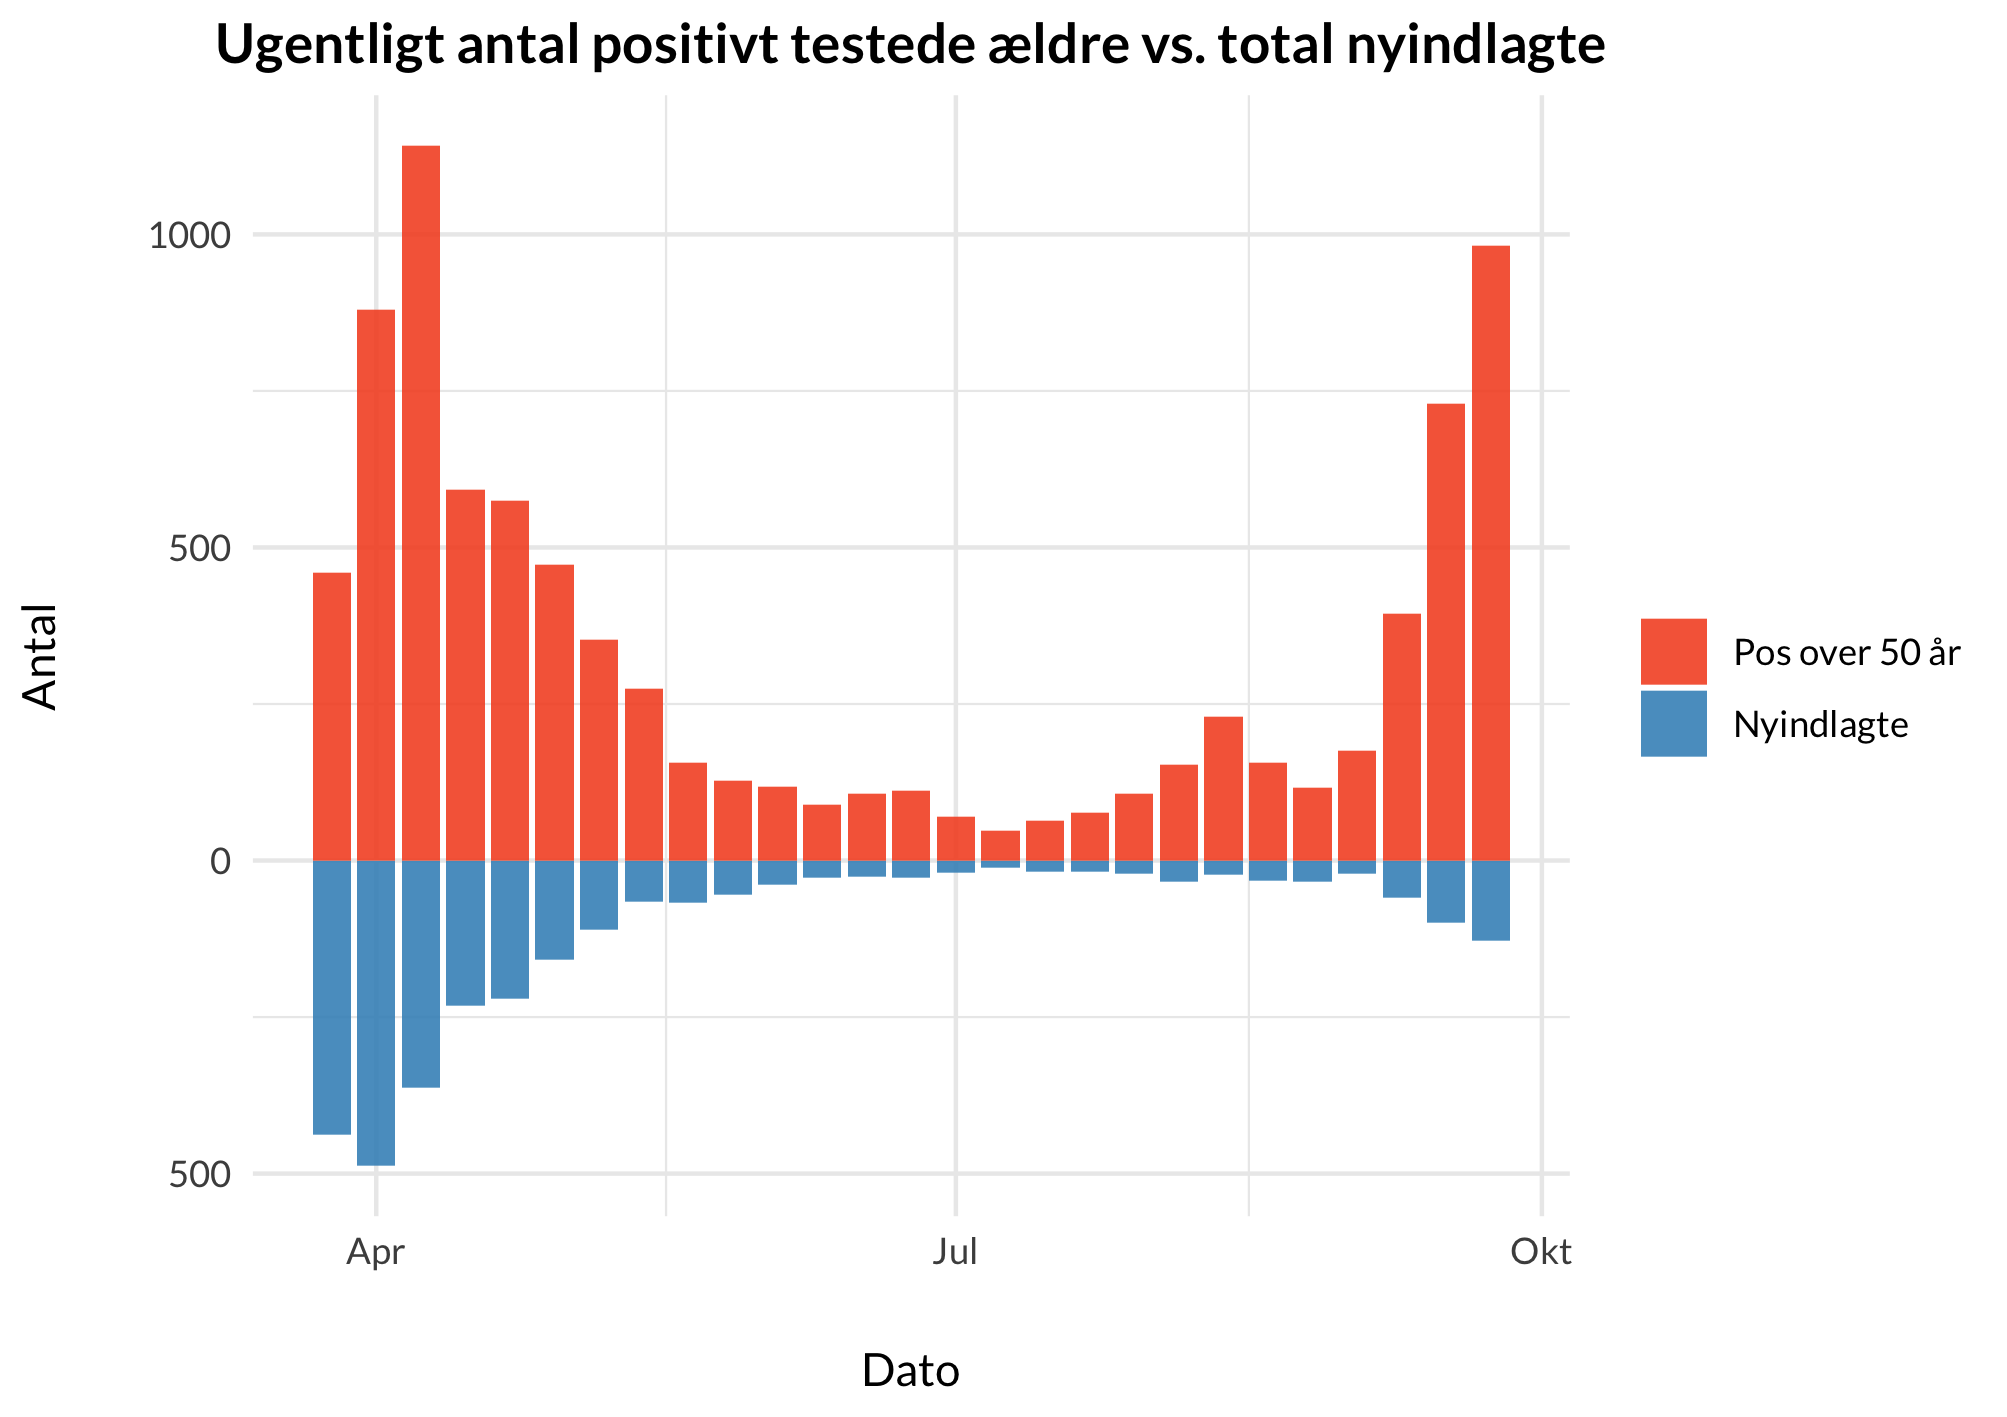 Ugentligt antal positivt testede ældre vs. total nyindlagte
1000
500
0
500
Antal
Apr
Jul
Okt
Dato
Pos over 50 år
Nyindlagte